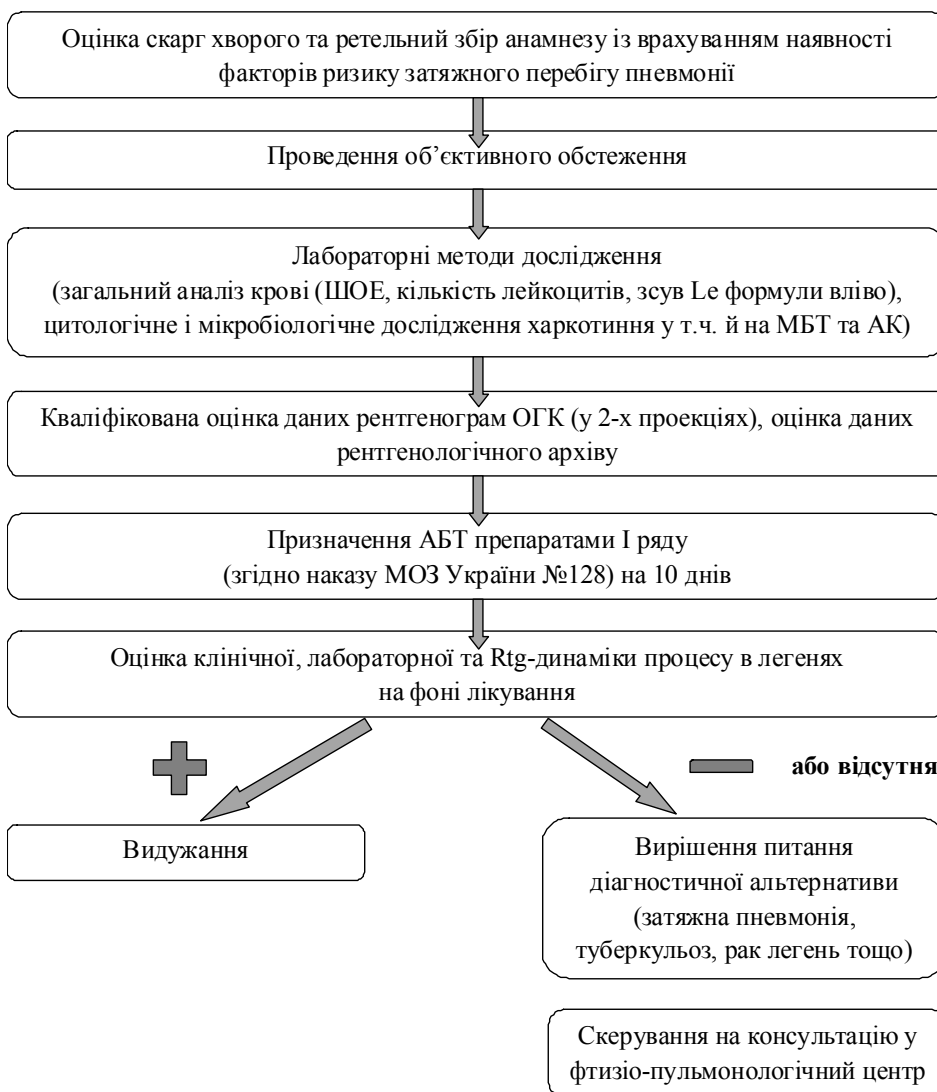 Оцінка скарг хворого та ретельний збір анамнезу із врахуванням наявності
факторів ризику затяжного перебігу пневмонії
Проведення об’єктивного обстеження
Лабораторні методи дослідження
(загальний аналіз крові (ШОЕ, кількість лейкоцитів, зсув Le формули вліво),
цитологічне і мікробіологічне дослідження харкотиння у т.ч. й на МБТ та АК)
Кваліфікована оцінка даних рентгенограм ОГК (у 2-х проекціях), оцінка даних
рентгенологічного архіву
Призначення АБТ препаратами І ряду
(згідно наказу МОЗ України №128) на 10 днів
Оцінка клінічної, лабораторної та Rtg-динаміки процесу в легенях
на фоні лікування
або відсутня
Видужання
Вирішення питання
діагностичної альтернативи
(затяжна пневмонія,
туберкульоз, рак легень тощо)
Скерування на консультацію у
фтизіо-пульмонологічний центр